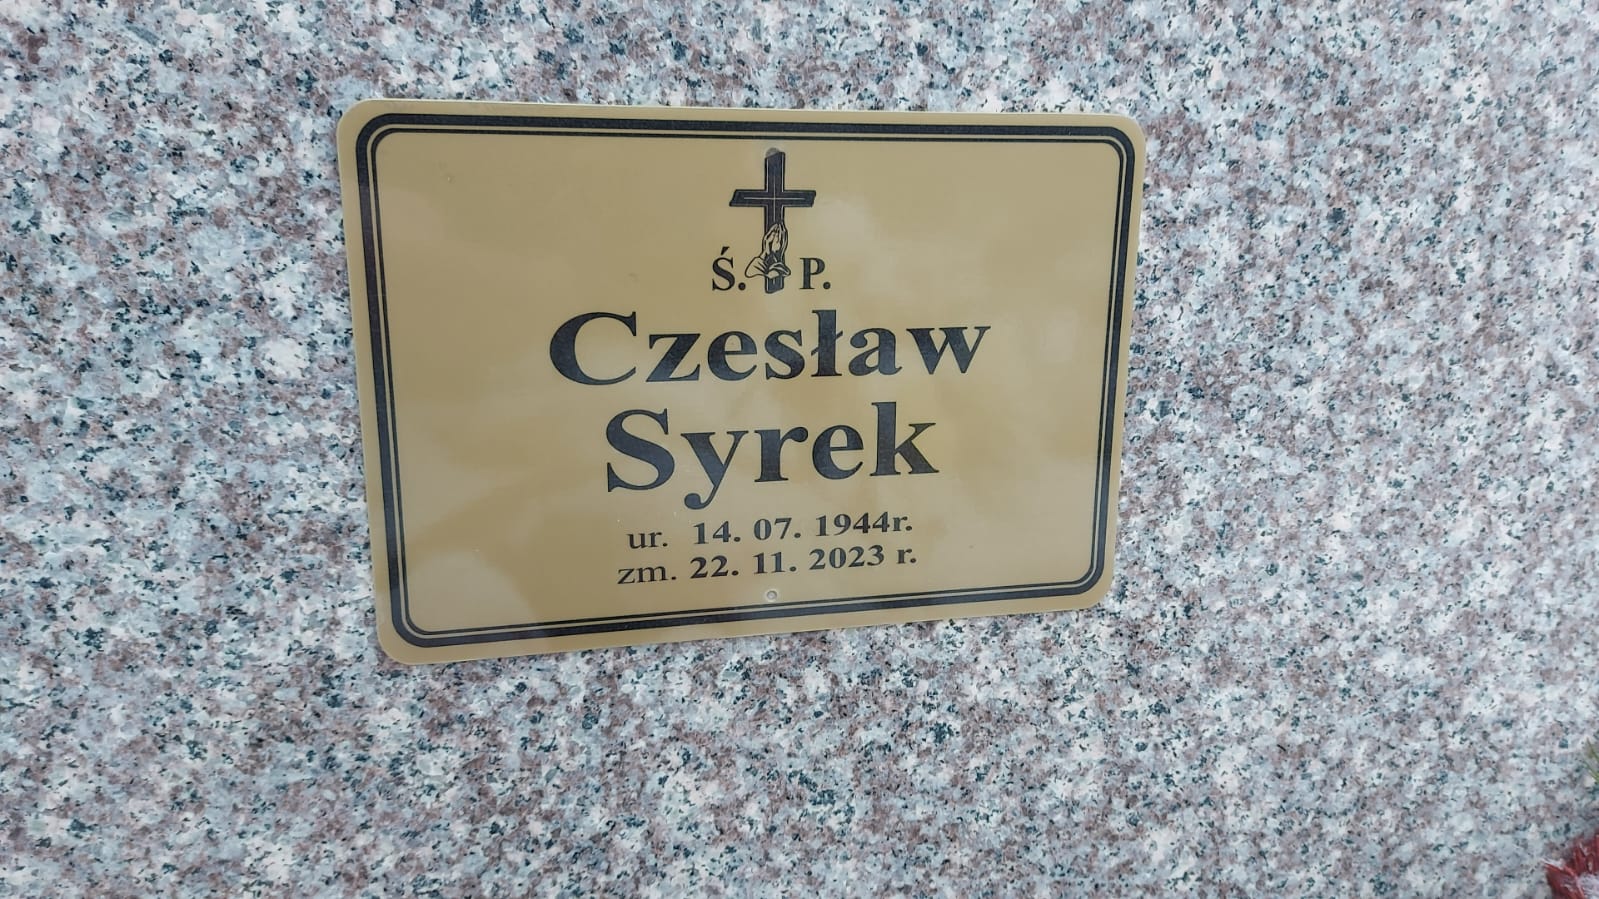 Ś. P.
Czesław
Syrek
ur. 14. 07. 1944r.
zm. 22. 11. 2023 r.